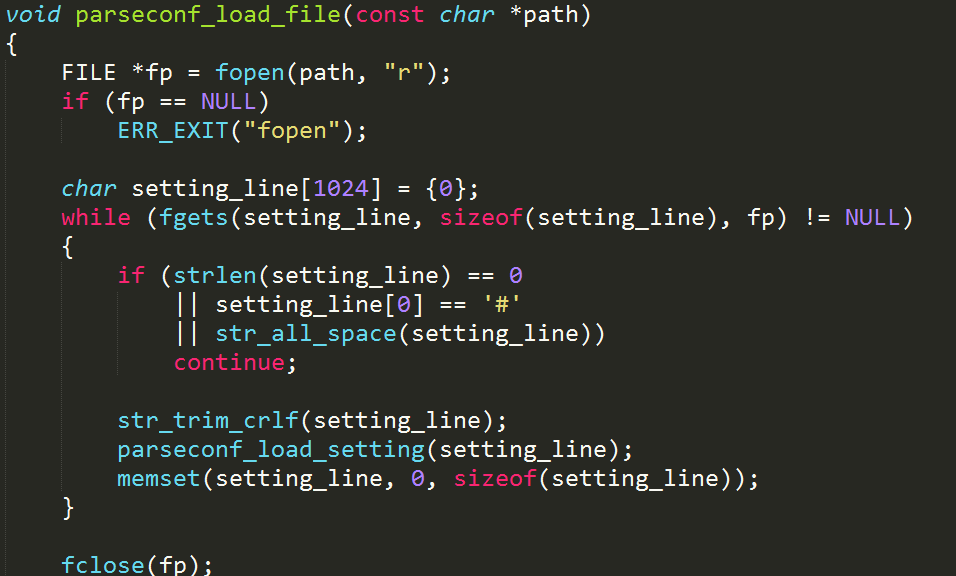 void parseconf_load_file(const char *path)
{
    FILE *fp = fopen(path, "r");
    if (fp == NULL)
        ERR_EXIT("fopen");

    char setting_line[1024] = {0};
    while (fgets(setting_line, sizeof(setting_line), fp) != NULL)
    {
        if (strlen(setting_line) == 0
            || setting_line[0] == '#'
            || str_all_space(setting_line))
            continue;

        str_trim_crlf(setting_line);
        parseconf_load_setting(setting_line);
        memset(setting_line, 0, sizeof(setting_line));
    }

    fclose(fp);